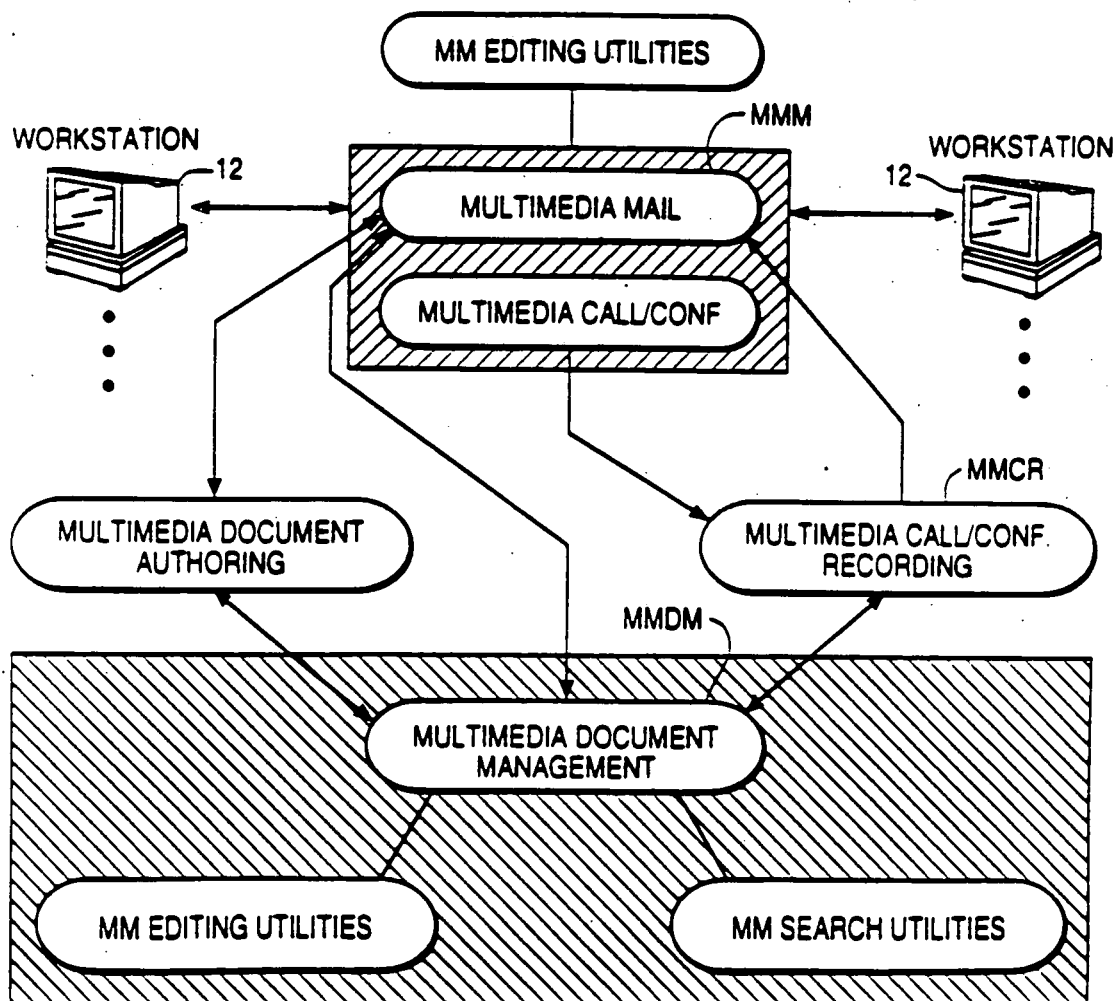 MM EDITING UTILITIES
MMM
WORKSTATION
WORKSTATION
12
12
MULTIMEDIA MAIL
MULTIMEDIA CALL/CONF
MMCR
MULTIMEDIA DOCUMENT
AUTHORING
MULTIMEDIA CALL/CONF.
RECORDING
MMDM
MULTIMEDIA DOCUMENT
MANAGEMENT
MM EDITING UTILITIES
MM SEARCH UTILITIES